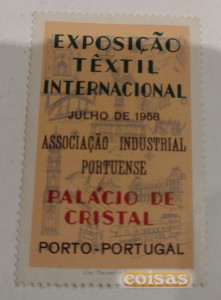 EXPOSIÇÃO
TÊXTIL
INTERNACIONAL
JULHO DE 1958
ASSOCIAÇÃO INDUSTRIAL
PORTUENSE
PALÁCIO DE
CRISTAL
PORTO-PORTUGAL
coisas